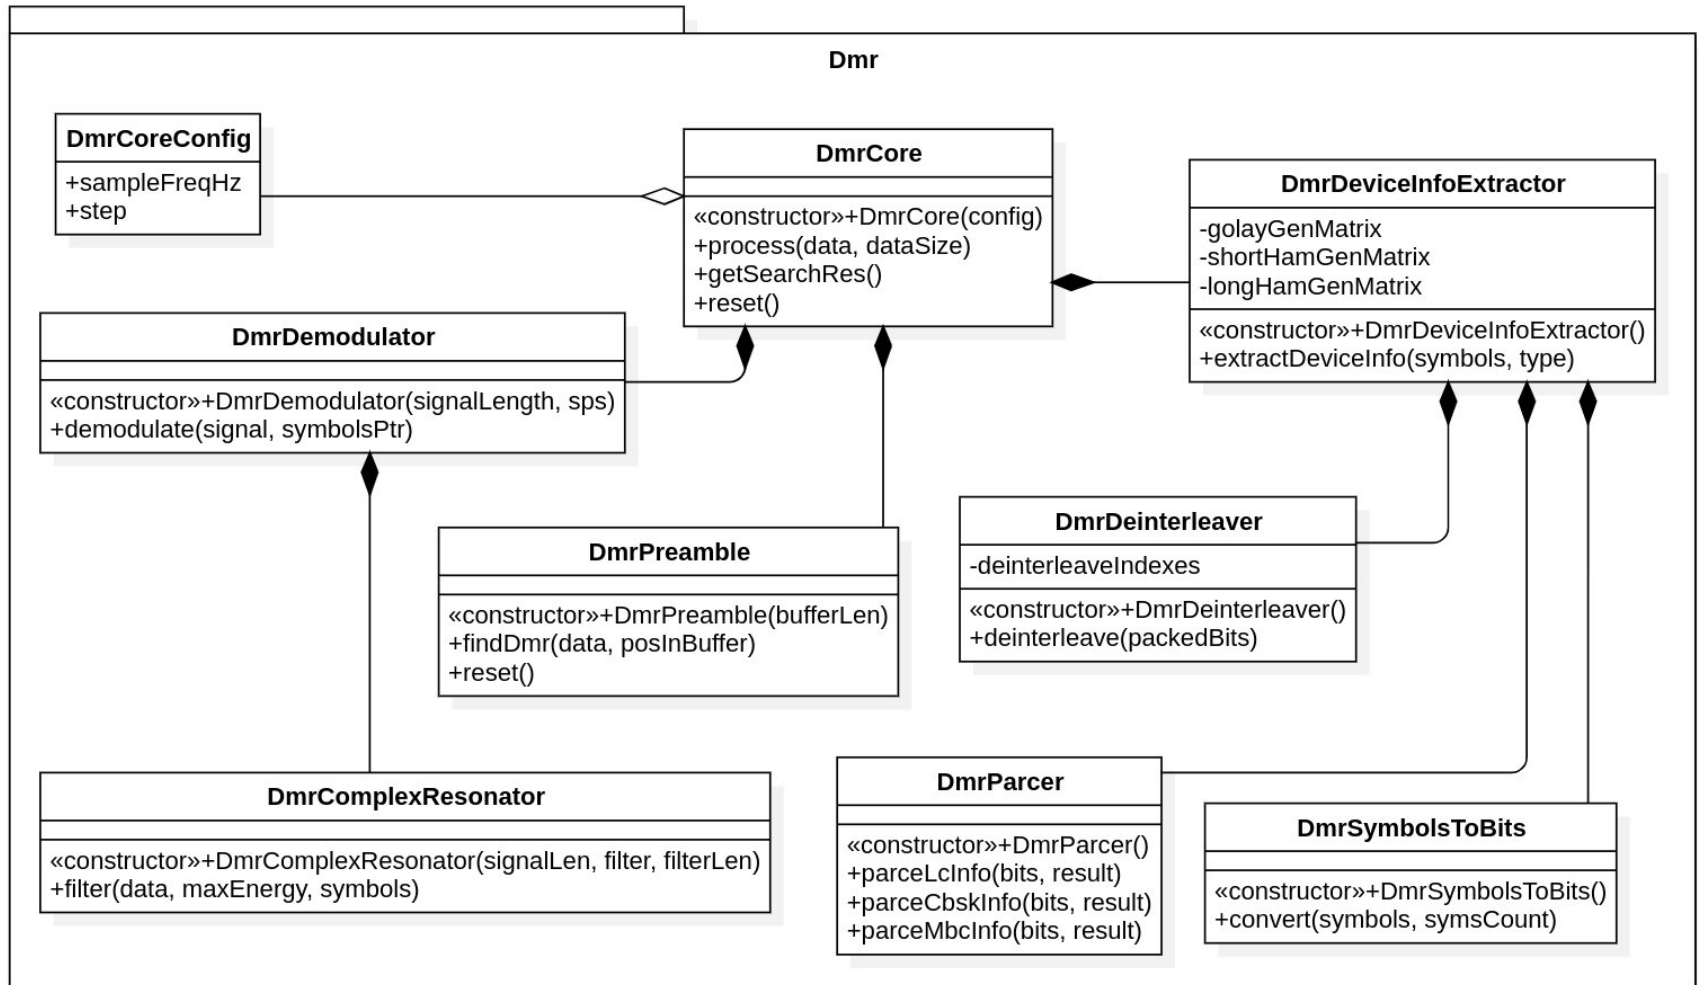 Dmr
DmrCoreConfig
+sampleFreqHz
+step
DmrCore
«constructor»+DmrCore(config)
+process(data, dataSize)
+getSearchRes()
+reset()
DmrDeviceInfoExtractor
-golayGenMatrix
-shortHamGenMatrix
-longHamGenMatrix
«constructor»+DmrDeviceInfoExtractor()
+extractDeviceInfo(symbols, type)
DmrDemodulator
«constructor»+DmrDemodulator(signalLength, sps)
+demodulate(signal, symbolsPtr)
DmrPreamble
«constructor»+DmrPreamble(bufferLen)
+findDmr(data, posInBuffer)
+reset()
DmrDeinterleaver
-deinterleaveIndexes
«constructor»+DmrDeinterleaver()
+deinterleave(packedBits)
DmrComplexResonator
«constructor»+DmrComplexResonator(signalLen, filter, filterLen)
+filter(data, maxEnergy, symbols)
DmrParcer
«constructor»+DmrParcer()
+parceLcInfo(bits, result)
+parceCbskInfo(bits, result)
+parceMbcInfo(bits, result)
DmrSymbolsToBits
«constructor»+DmrSymbolsToBits()
+convert(symbols, symsCount)